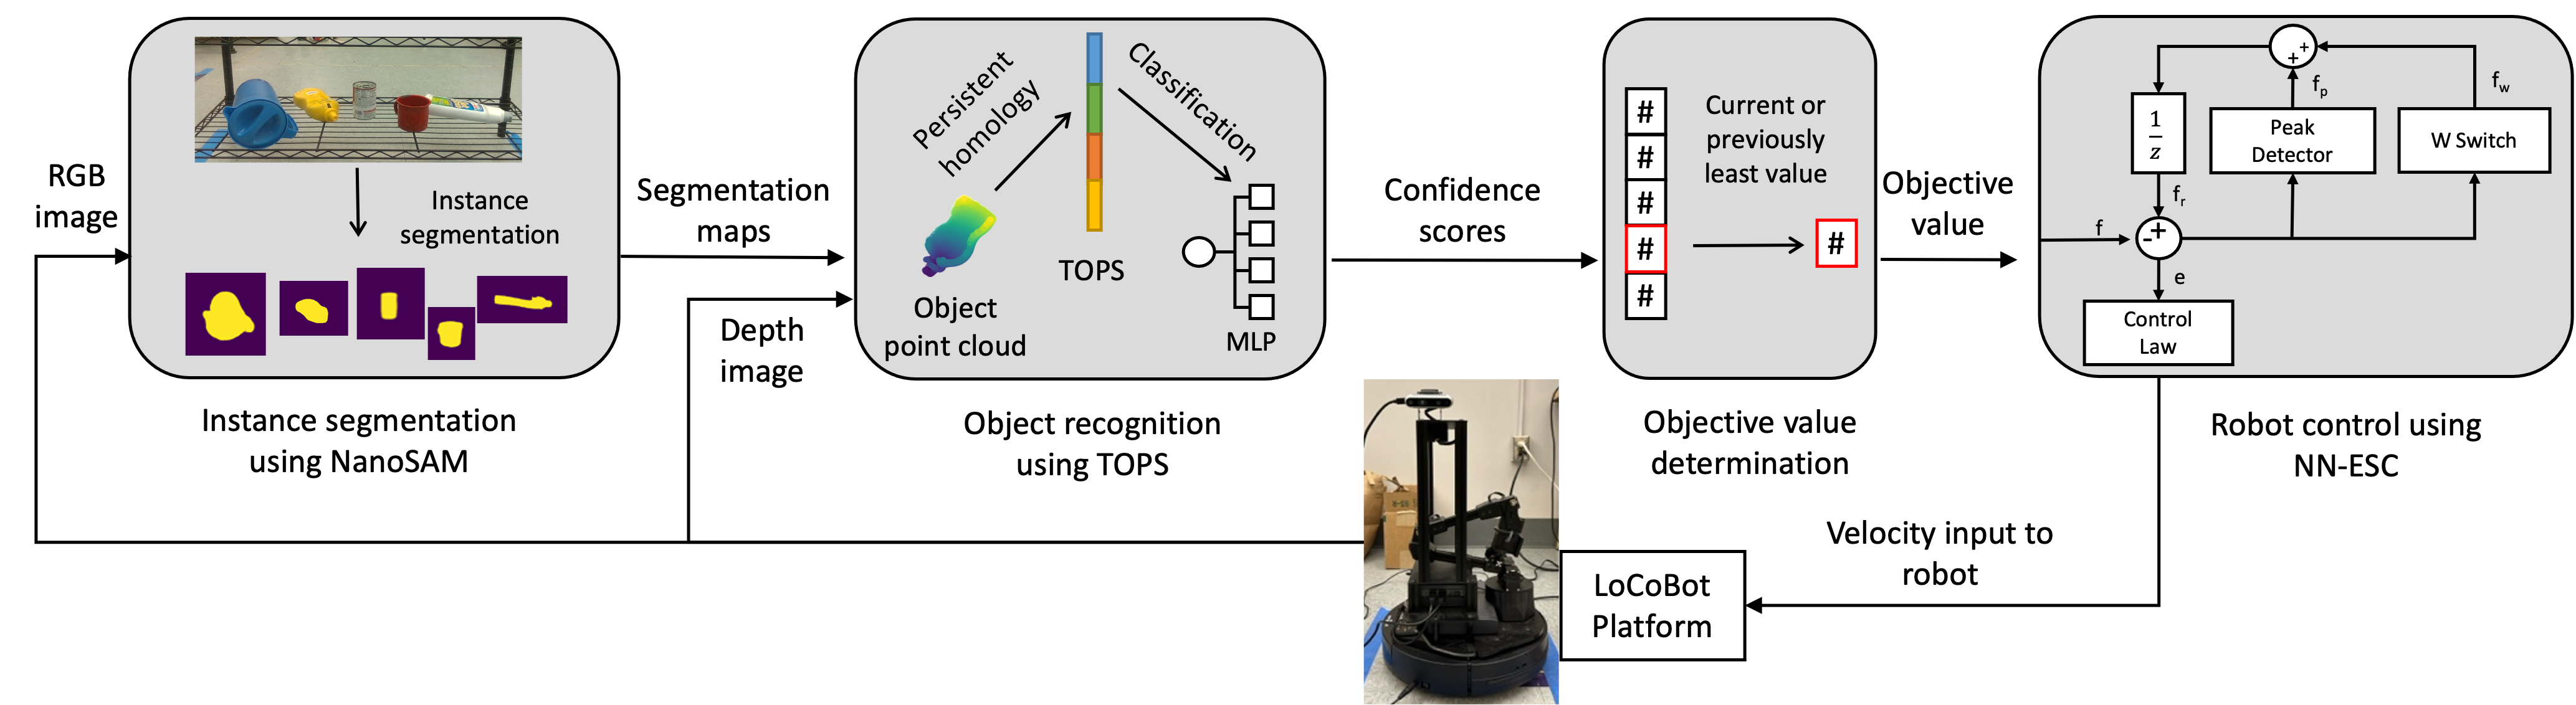 RGB
image
Instance
segmentation
Instance segmentation
using NanoSAM
Segmentation
maps
Depth
image
Persistent
homology
Classification
TOPS
Object
point cloud
MLP
Object recognition
using TOPS
Confidence
scores
#
#
#
#
#
Current or
previously
least value
#
Objective value
determination
Objective
value
+
+
f_p
f_w
1
z
Peak
Detector
W Switch
f_r
f
-+
e
Control
Law
Robot control using
NN-ESC
Velocity input to
robot
LoCoBot
Platform